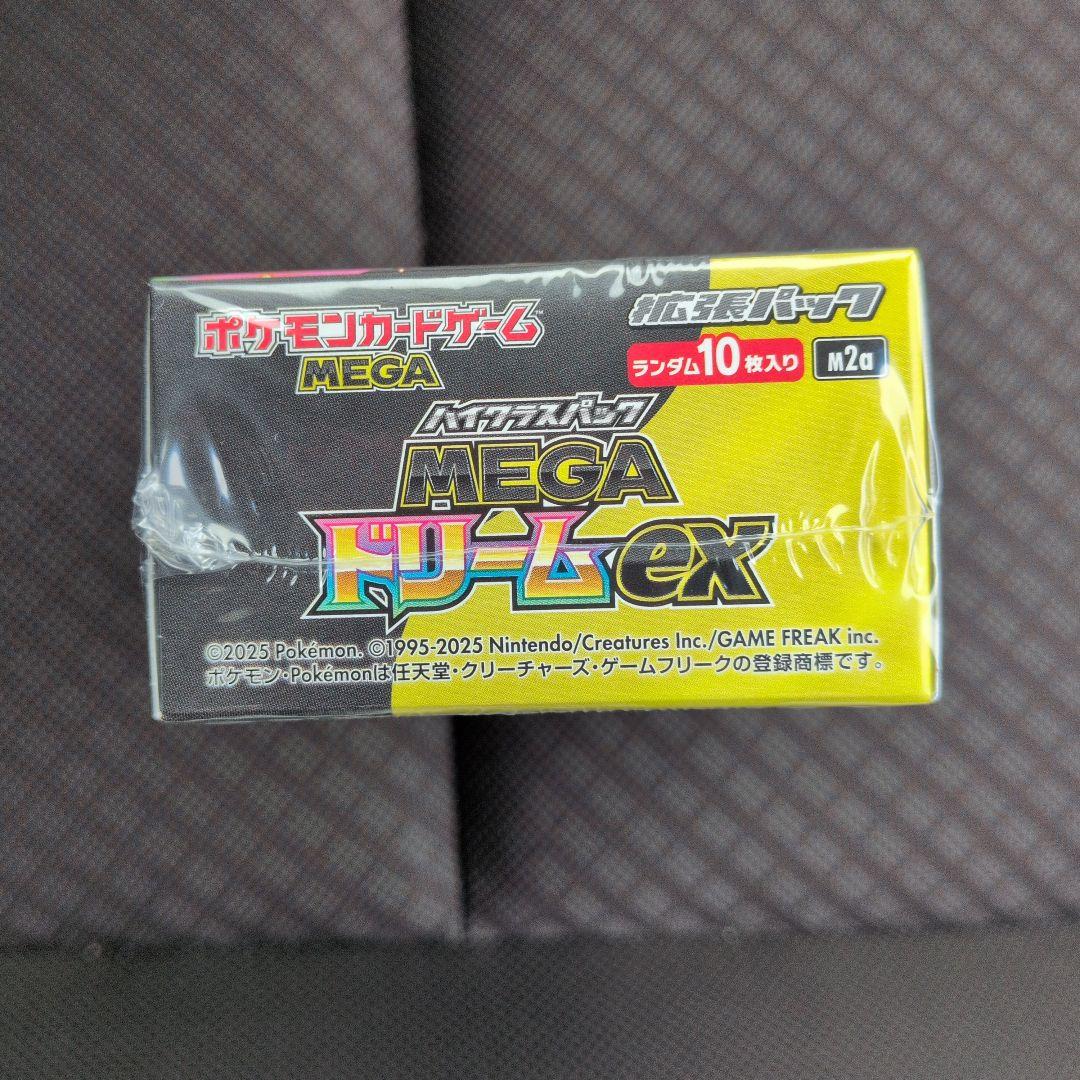 ポケモンカードゲーム™
MEGA
拡張パック
ランダム10枚入り M2a
ハイクラスパック
MEGA
ドリームex
©2025 Pokémon. ©1995-2025 Nintendo/Creatures Inc./GAME FREAK inc.
ポケモン・Pokémonは任天堂・クリーチャーズ・ゲームフリークの登録商標です。